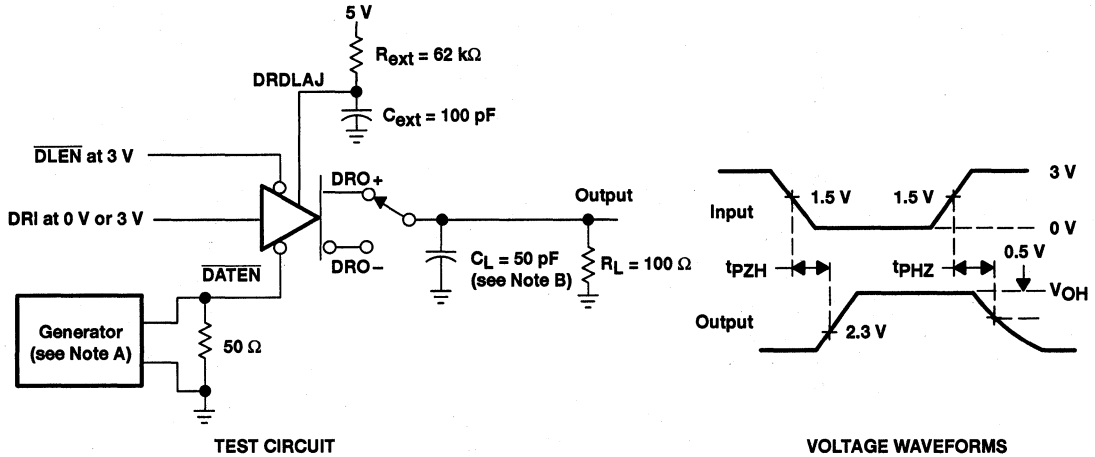 5 V
Rext = 62 kΩ
DRDLAJ
Cext = 100 pF
DLEN at 3 V
DRI at 0 V or 3 V
DRO+
DRO–
DATEN
Output
CL = 50 pF
(see Note B)
RL = 100 Ω
Generator
(see Note A)
50 Ω
TEST CIRCUIT
3 V
1.5 V
1.5 V
Input
0 V
0.5 V
tPZH
tPHZ
VOH
Output
2.3 V
VOLTAGE WAVEFORMS